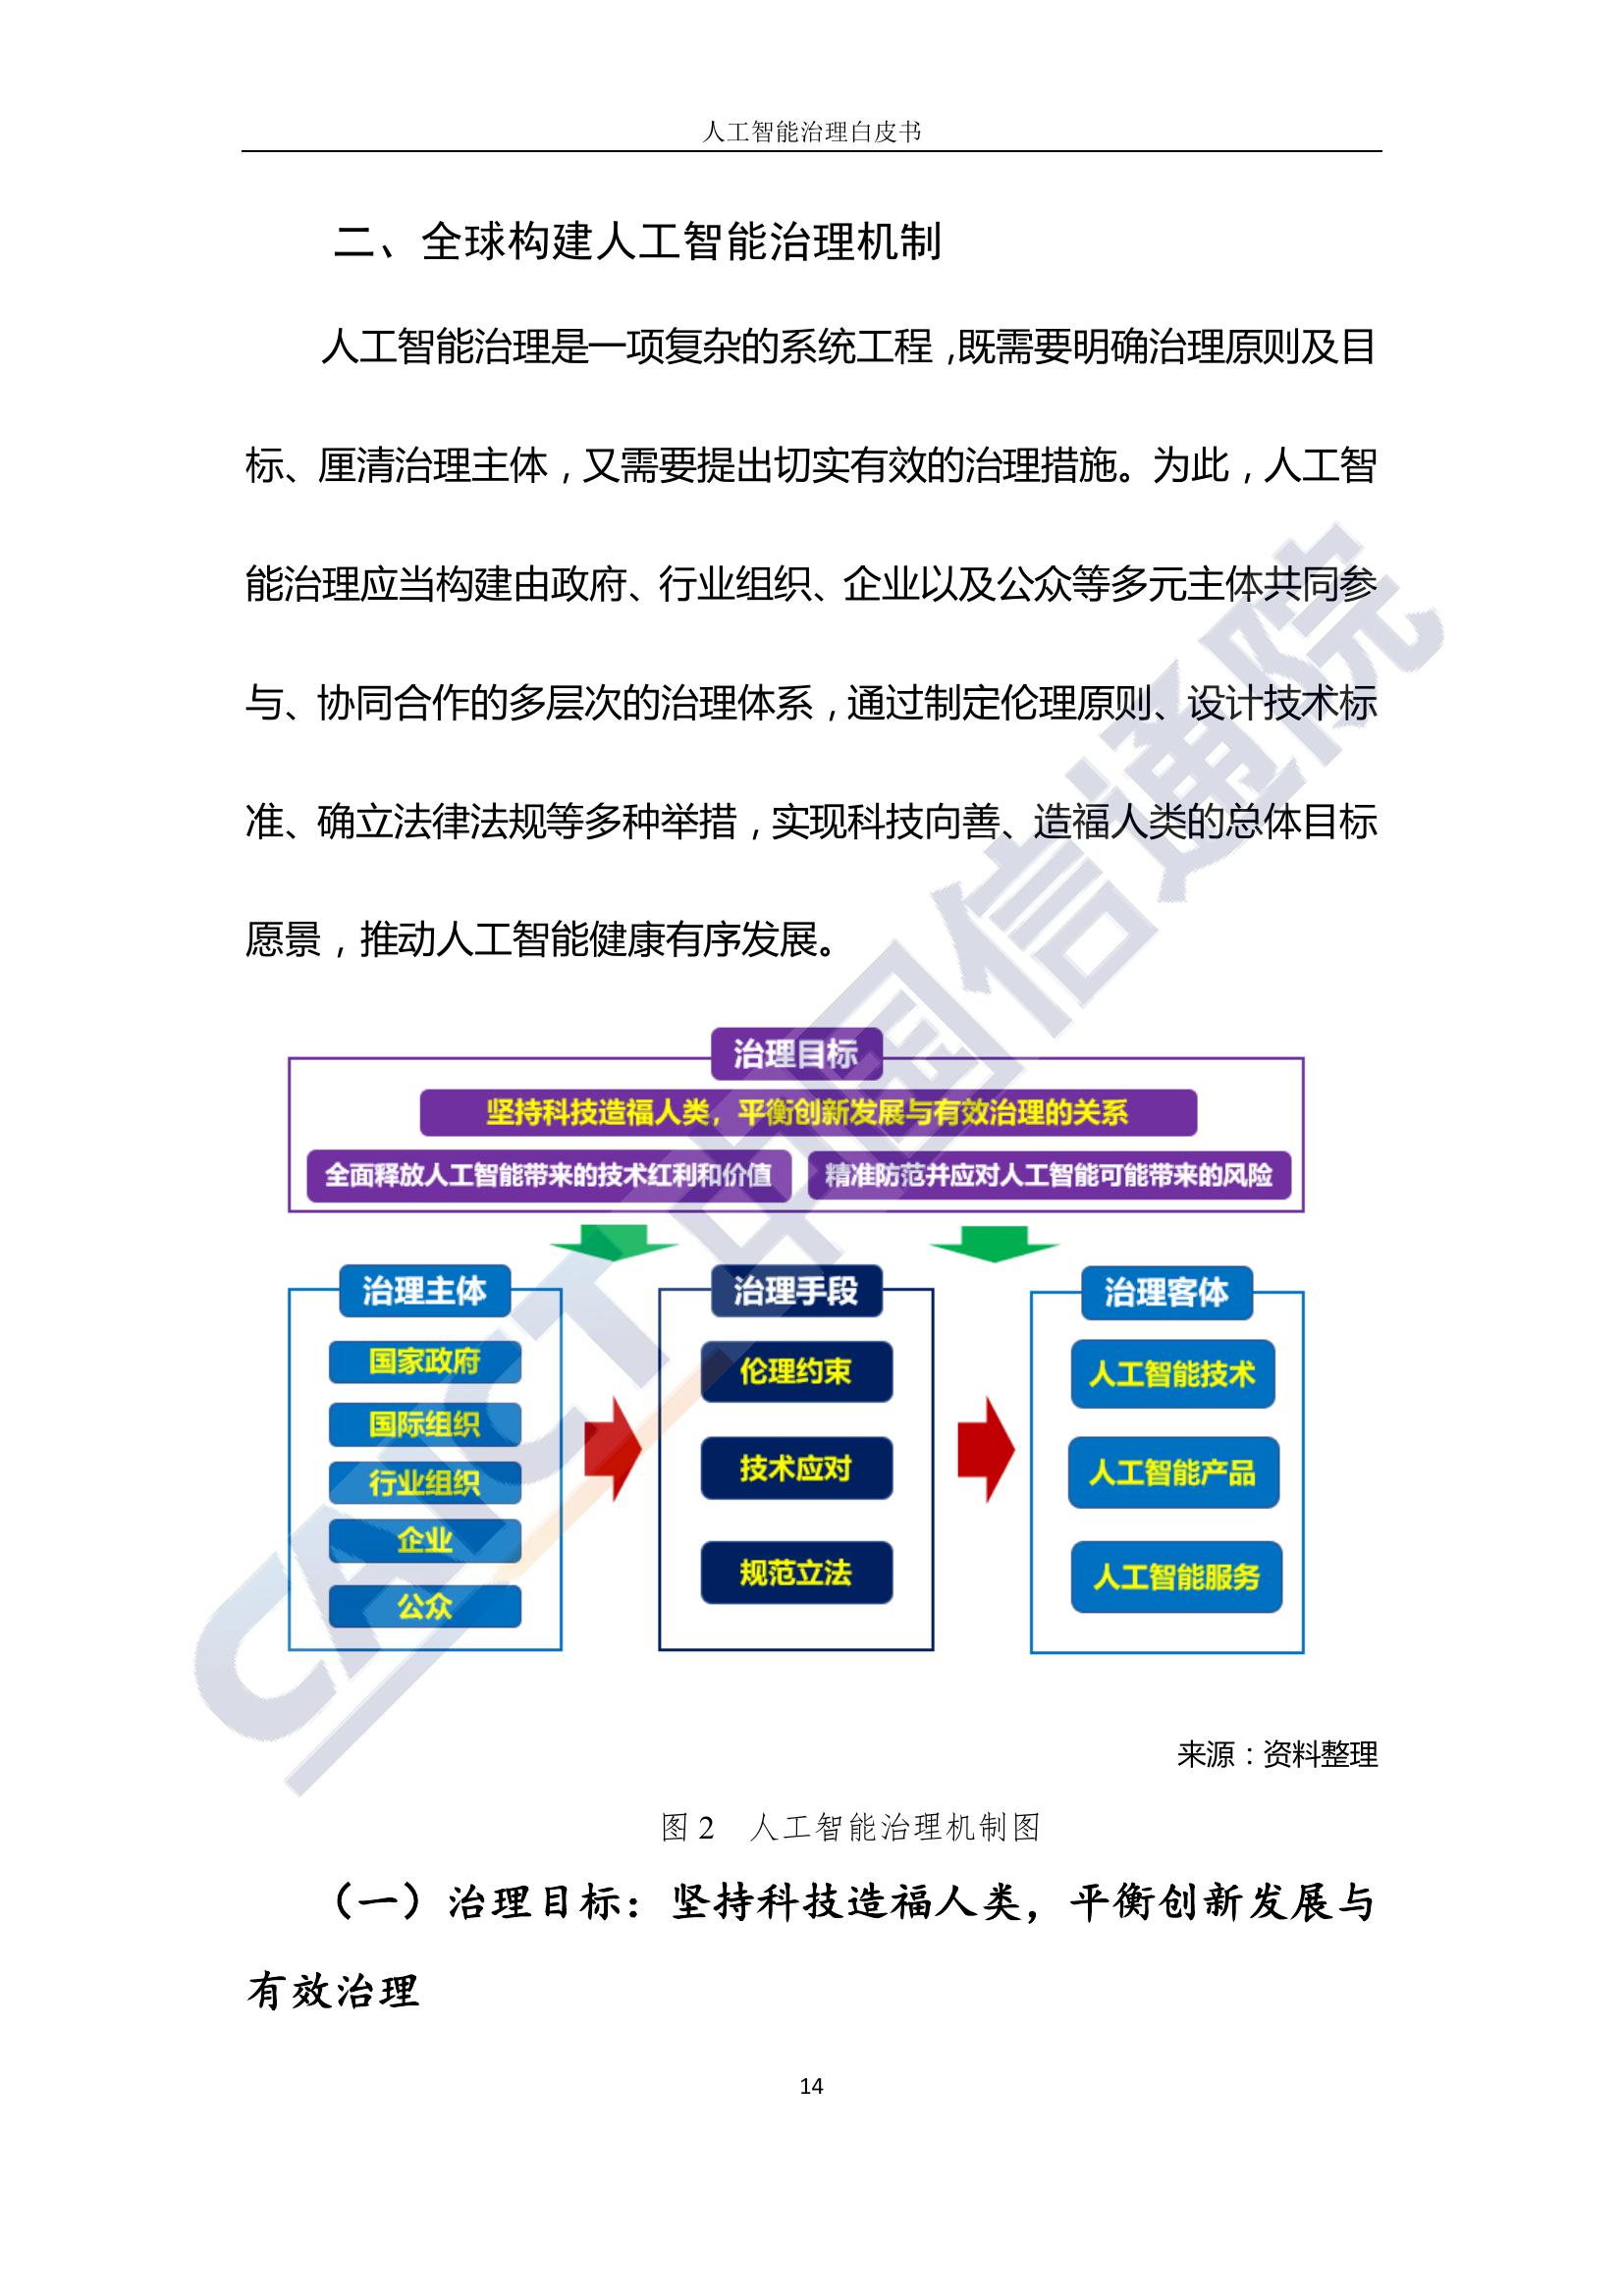 人工智能治理白皮书
二、全球构建人工智能治理机制
人工智能治理是一项复杂的系统工程，既需要明确治理原则及目
标、厘清治理主体，又需要提出切实有效的治理措施。为此，人工智
能治理应当构建由政府、行业组织、企业以及公众等多元主体共同参
与、协同合作的多层次的治理体系，通过制定伦理原则、设计技术标
准、确立法律法规等多种举措，实现科技向善、造福人类的总体目标
愿景，推动人工智能健康有序发展。
治理目标
坚持科技造福人类，平衡创新发展与有效治理的关系
全面释放人工智能带来的技术红利和价值
精准防范并应对人工智能可能带来的风险
治理主体
国家政府
国际组织
行业组织
企业
公众
治理手段
伦理约束
技术应对
规范立法
治理客体
人工智能技术
人工智能产品
人工智能服务
CAICT中国信通院
来源：资料整理
图 2 人工智能治理机制图
（一）治理目标：坚持科技造福人类，平衡创新发展与
有效治理
14